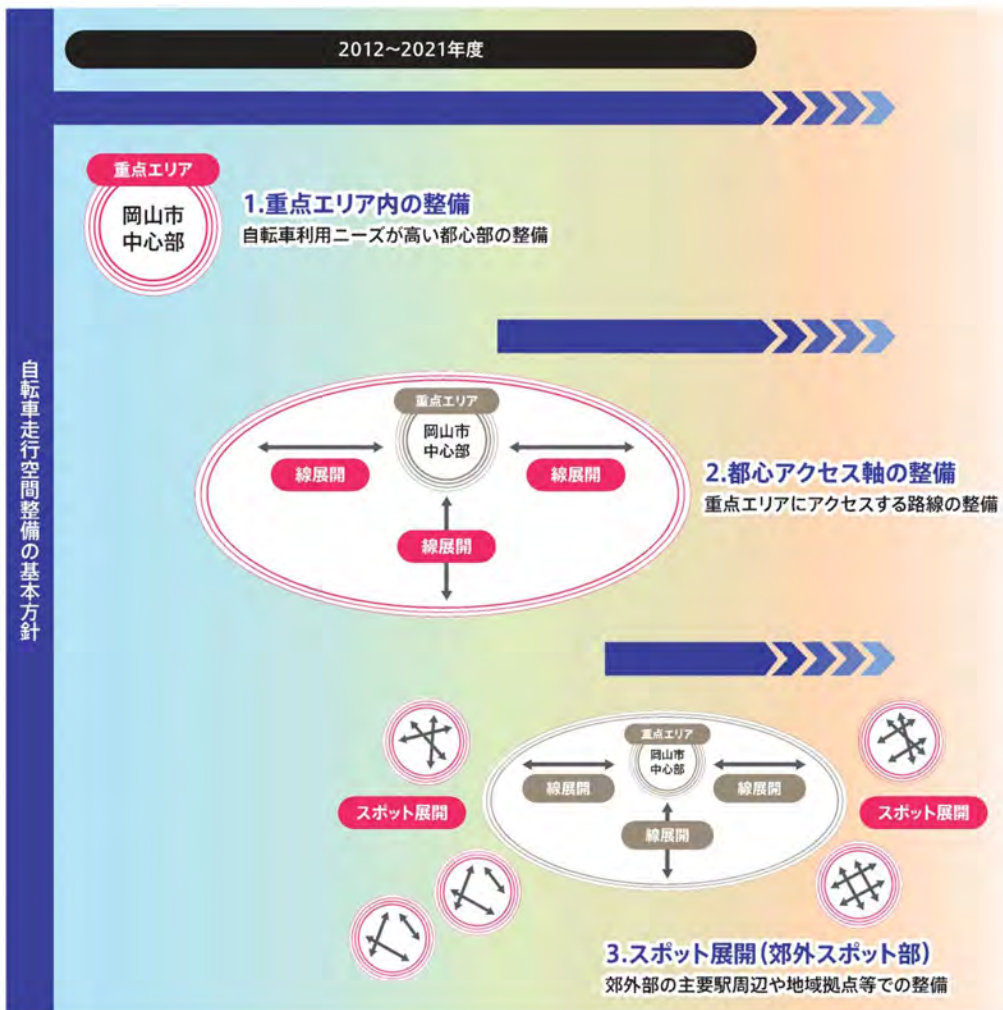 2012～2021年度
自転車走行空間整備の基本方針
重点エリア
岡山市
中心部
1.重点エリア内の整備
自転車利用ニーズが高い都心部の整備
重点エリア
岡山市
中心部
線展開
線展開
線展開
2.都心アクセス軸の整備
重点エリアにアクセスする路線の整備
重点エリア
岡山市
中心部
線展開
線展開
線展開
スポット展開
スポット展開
3.スポット展開(郊外スポット部)
郊外部の主要駅周辺や地域拠点等での整備